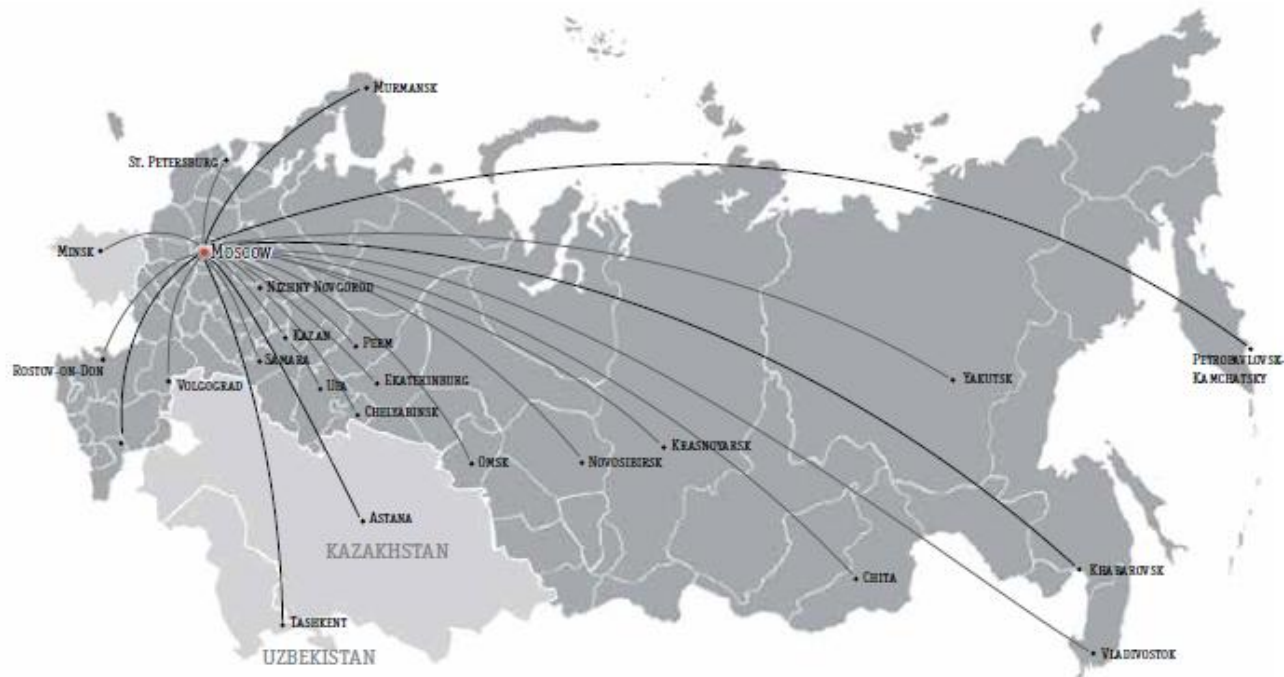 MURMANSK
ST. PETERSBURG
MINSK
MOSCOW
NIZHNY NOVGOROD
KAZAN
PERM
SAMARA
ROSTOV-ON-DON
VOLGOGRAD
UFA
EKATERINBURG
CHELYABINSK
YAKUTSK
PETROPAVLOVSK-
KAMCHATSKY
KRASNOYARSK
OMSK
NOVOSIBIRSK
ASTANA
KAZAKHSTAN
CHITA
KHABAROVSK
TASHKENT
UZBEKISTAN
VLADIVOSTOK